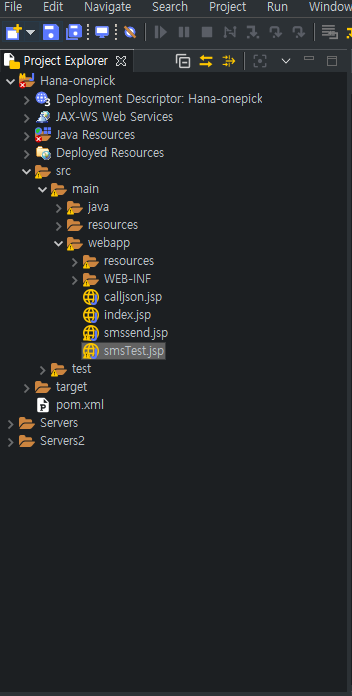 File Edit Navigate Search Project Run Window
Project Explorer
Hana-onepick
Deployment Descriptor: Hana-onepick
JAX-WS Web Services
Java Resources
Deployed Resources
src
main
java
resources
webapp
resources
WEB-INF
calljson.jsp
index.jsp
smssend.jsp
smsTest.jsp
test
target
pom.xml
Servers
Servers2